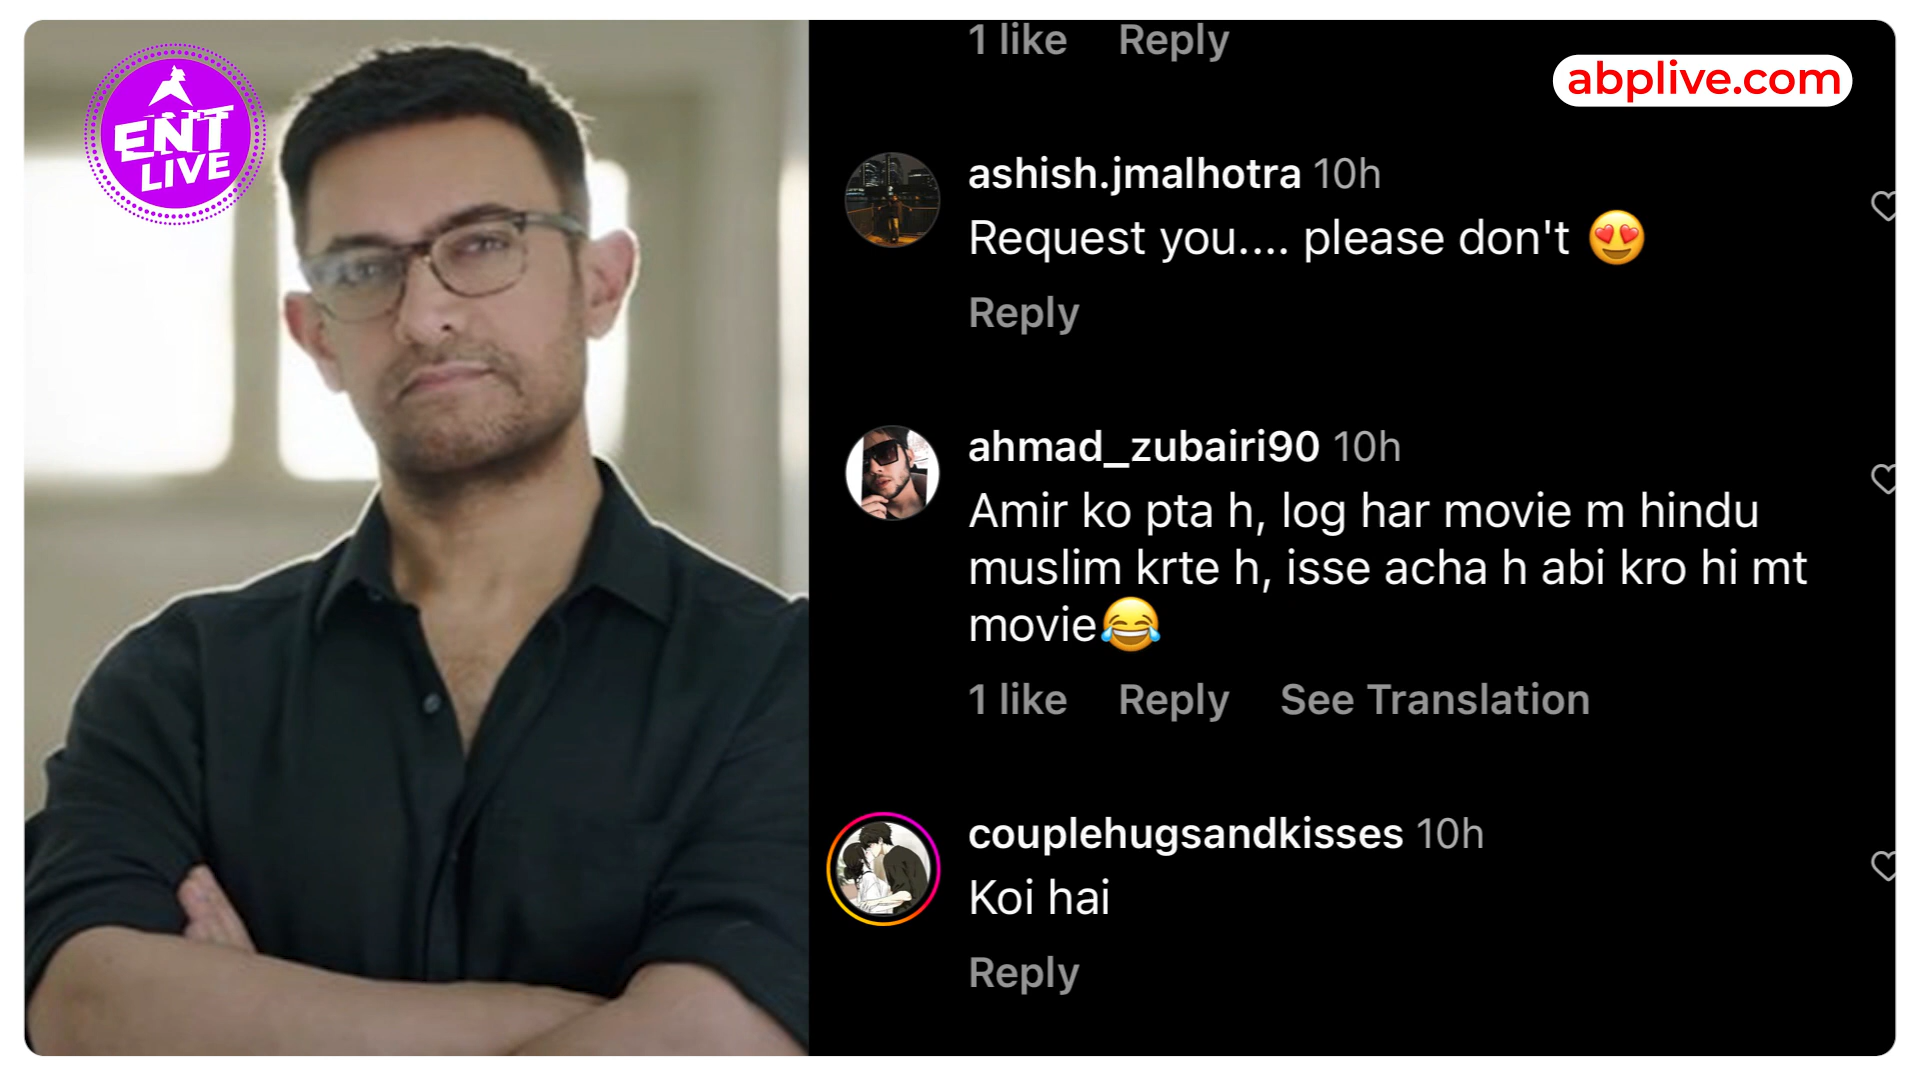 ENT
LIVE
abplive.com
1 like Reply
ashish.jmalhotra 10h
Request you.... please don't 😍
Reply
ahmad_zubairi90 10h
Amir ko pta h, log har movie m hindu
muslim krte h, isse acha h abi kro hi mt
movie😂
1 like Reply See Translation
couplehugsandkisses 10h
Koi hai
Reply